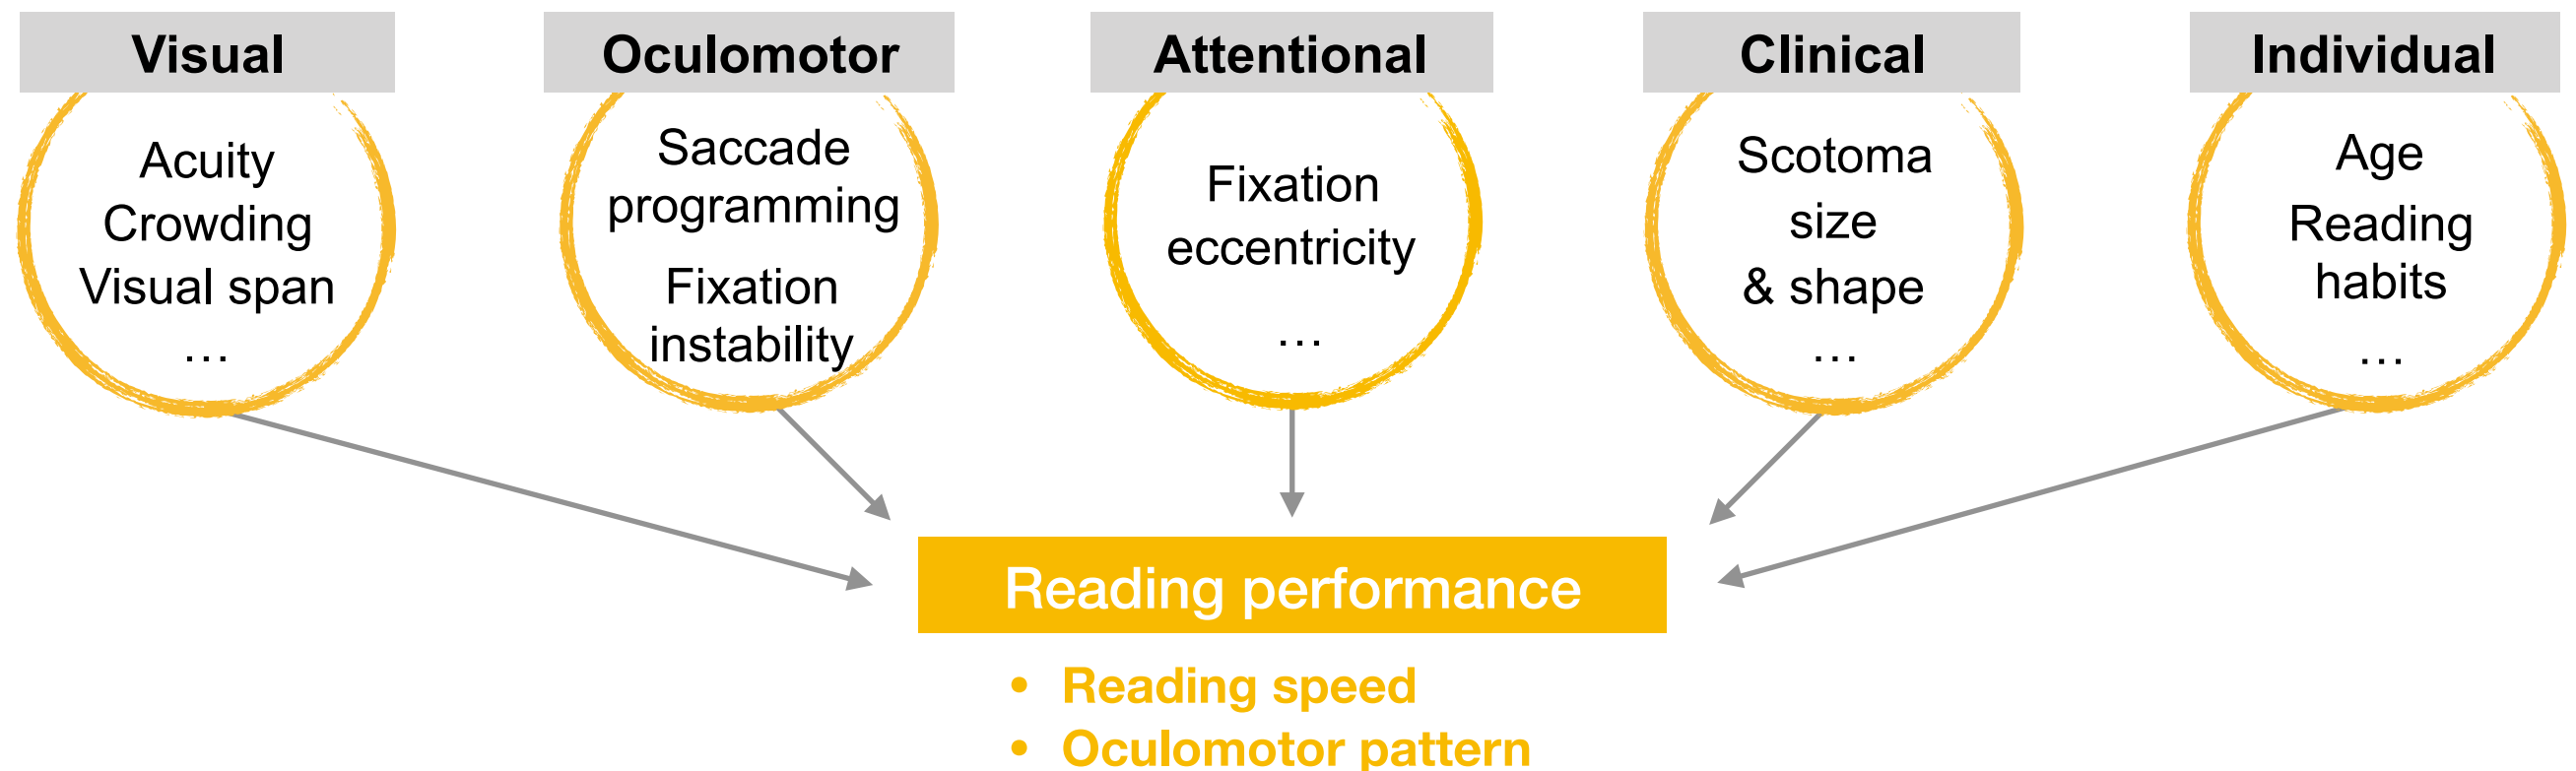 Visual
Acuity
Crowding
Visual span
…
Oculomotor
Saccade
programming
Fixation
instability
Attentional
Fixation
eccentricity
…
Clinical
Scotoma
size
& shape
…
Individual
Age
Reading
habits
…
Reading performance
• Reading speed
• Oculomotor pattern